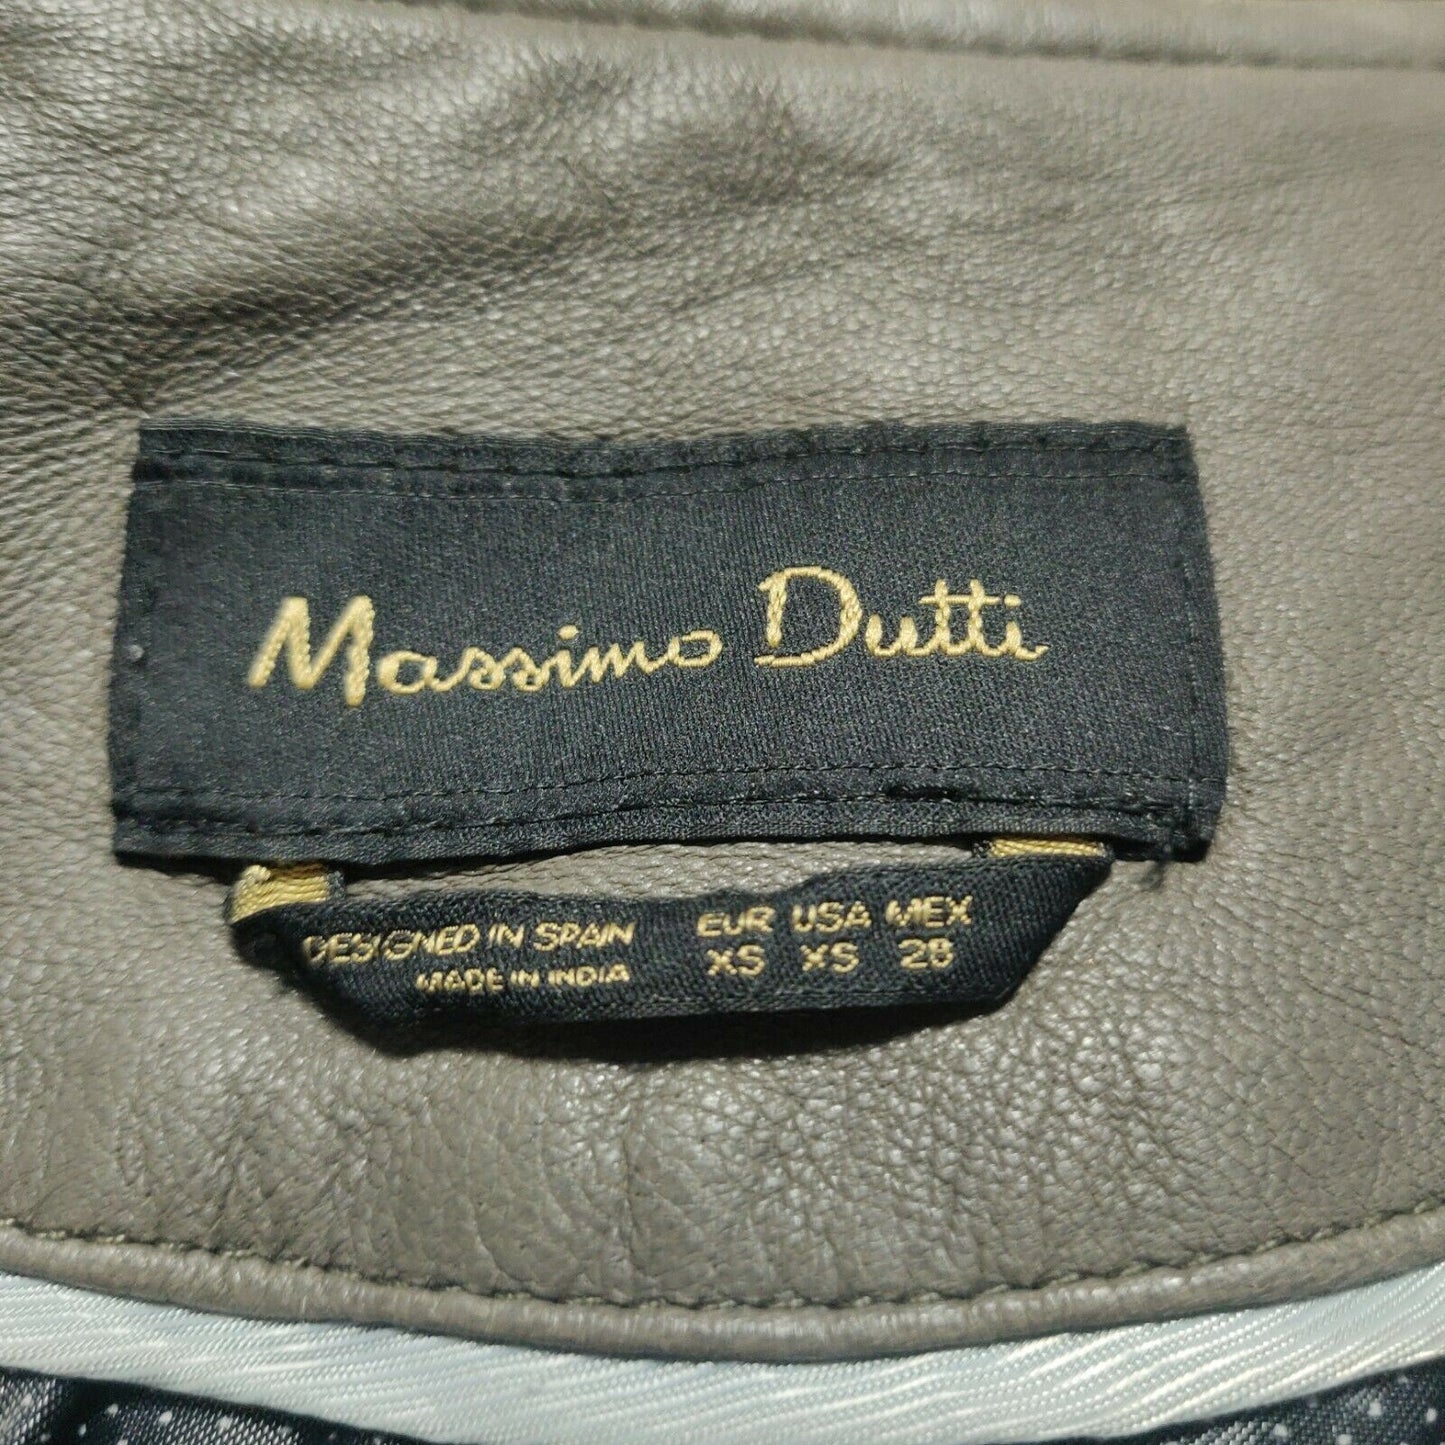 Massimo Dutti
DESIGNED IN SPAIN
MADE IN INDIA
EUR USA MEX
XS XS 28